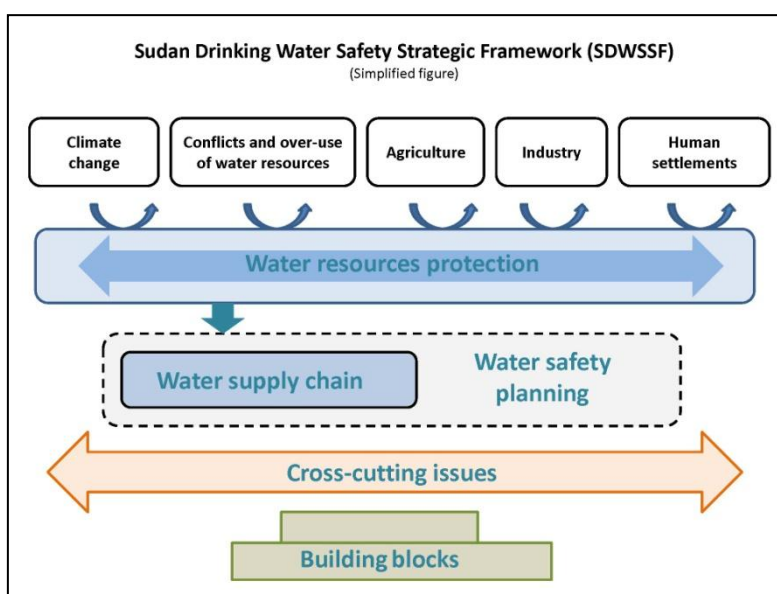 Sudan Drinking Water Safety Strategic Framework (SDWSSF)
(Simplified figure)
Climate
change
Conflicts and over-use
of water resources
Agriculture
Industry
Human
settlements
Water resources protection
Water supply chain
Water safety
planning
Cross-cutting issues
Building blocks